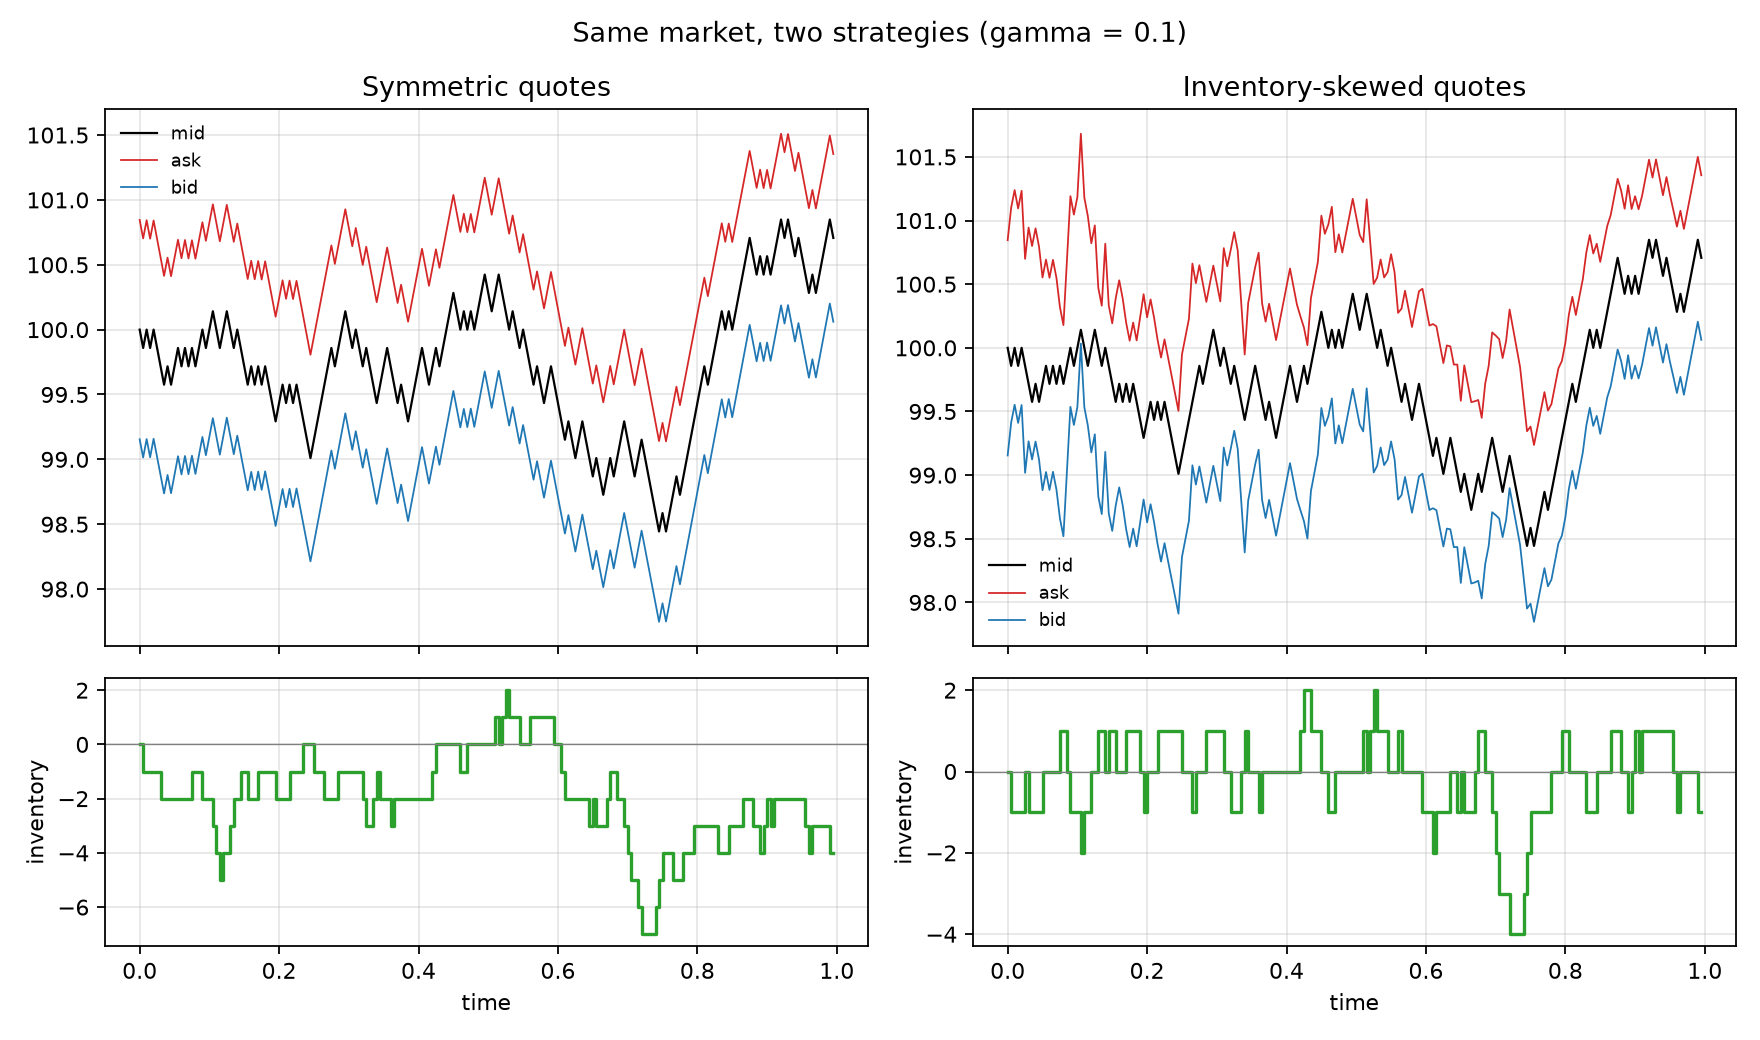 Same market, two strategies (gamma = 0.1)
Symmetric quotes
101.5
101.0
100.5
100.0
99.5
99.0
98.5
98.0
mid
ask
bid
inventory
2
0
−2
−4
−6
0.0 0.2 0.4 0.6 0.8 1.0
time
Inventory-skewed quotes
101.5
101.0
100.5
100.0
99.5
99.0
98.5
98.0
mid
ask
bid
inventory
2
0
−2
−4
0.0 0.2 0.4 0.6 0.8 1.0
time